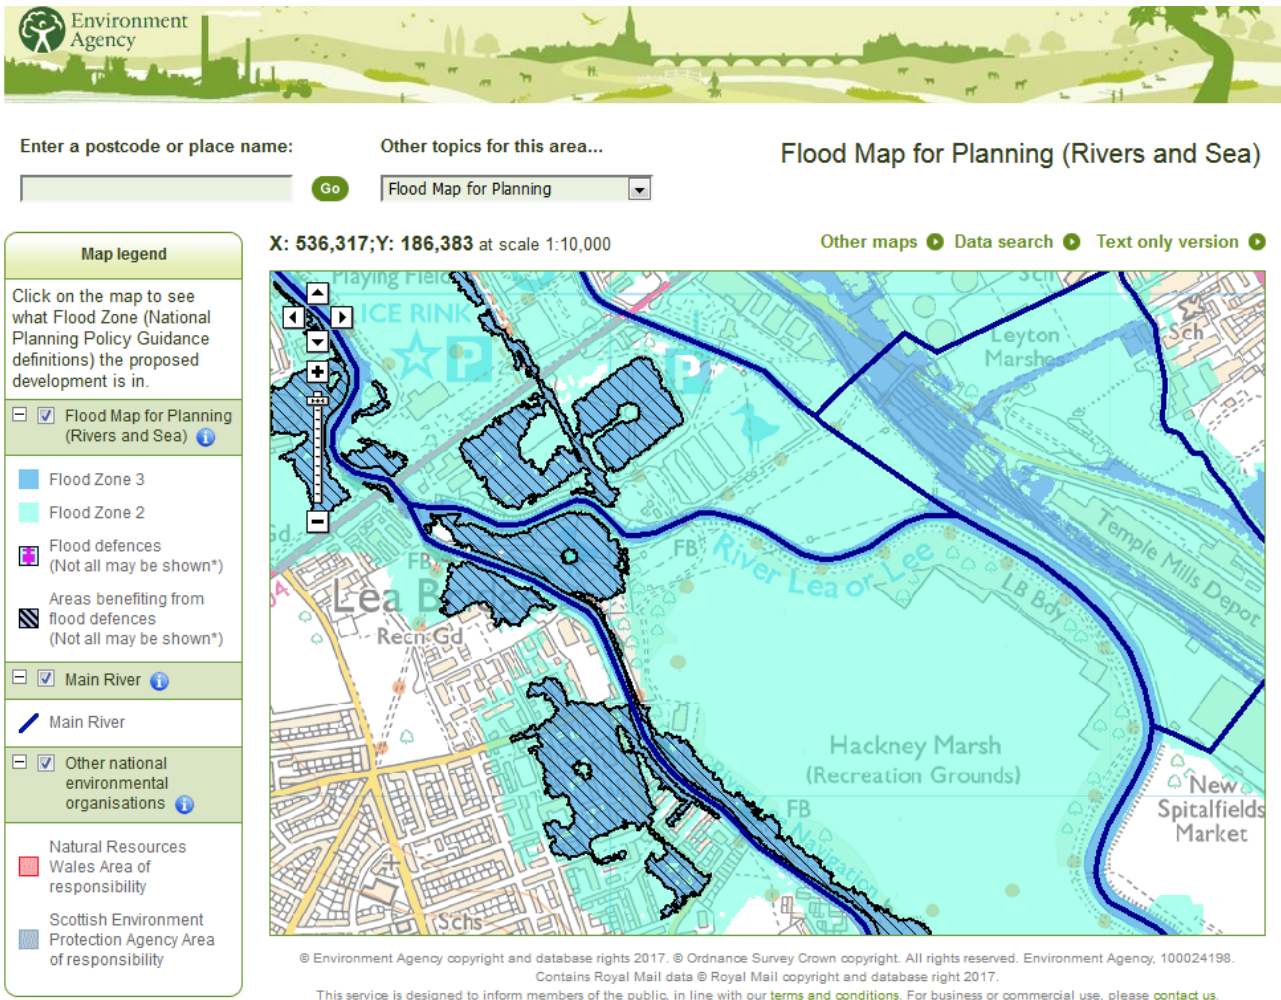 Environment
Agency
Enter a postcode or place name:
Other topics for this area...
Flood Map for Planning (Rivers and Sea)
Go
Flood Map for Planning
Map legend
X: 536,317;Y: 186,383 at scale 1:10,000
Other maps
Data search
Text only version
Click on the map to see
what Flood Zone (National
Planning Policy Guidance
definitions) the proposed
development is in.
Flood Map for Planning
(Rivers and Sea)
Flood Zone 3
Flood Zone 2
Flood defences
(Not all may be shown*)
Areas benefiting from
flood defences
(Not all may be shown*)
Main River
Main River
Other national
environmental
organisations
Natural Resources
Wales Area of
responsibility
Scottish Environment
Protection Agency Area
of responsibility
Playing Field
ICE RINK
P
P
Sch
Leyton
Marshes
Sch
Gd
FB
FB
River Lea or Lee
Temple Mills Depot
LB Bdy
Lea B
Recn Gd
Hackney Marsh
(Recreation Grounds)
FB
New
Spitalfields
Market
Navigation
Schs
© Environment Agency copyright and database rights 2017. © Ordnance Survey Crown copyright. All rights reserved. Environment Agency, 100024198.
Contains Royal Mail data © Royal Mail copyright and database right 2017.
This service is designed to inform members of the public, in line with our terms and conditions. For business or commercial use, please contact us.